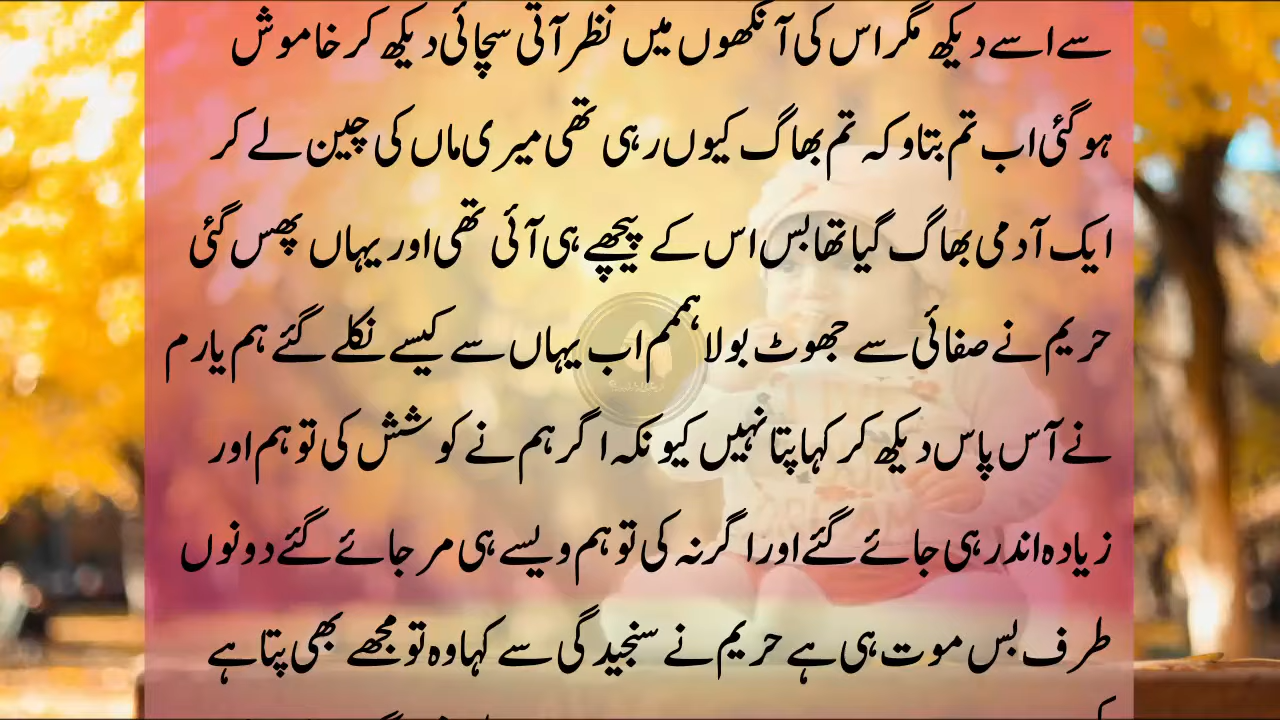 سے اسے دیکھ مگر اس کی آنکھوں میں نظر آتی سچائی دیکھ کر خاموش
ہو گئی اب تم بتاو کہ تم بھاگ کیوں رہی تھی میری ماں کی چین لے کر
ایک آدمی بھاگ گیا تھا بس اس کے پیچھے ہی آئی تھی اور یہاں پھس گئی
حریم نے صفائی سے جھوٹ بولا ہممم اب یہاں سے کیسے نکلے گئے ہم یارم
نے آس پاس دیکھ کر کہا پتا نہیں کیونکہ اگر ہم نے کوشش کی تو ہم اور
زیادہ اندر ہی جائے گئے اور اگر نہ کی تو ہم ویسے ہی مر جائے گئے دونوں
طرف بس موت ہی ہے حریم نے سنجیدگی سے کہا وہ تو مجھے بھی پتا ہے